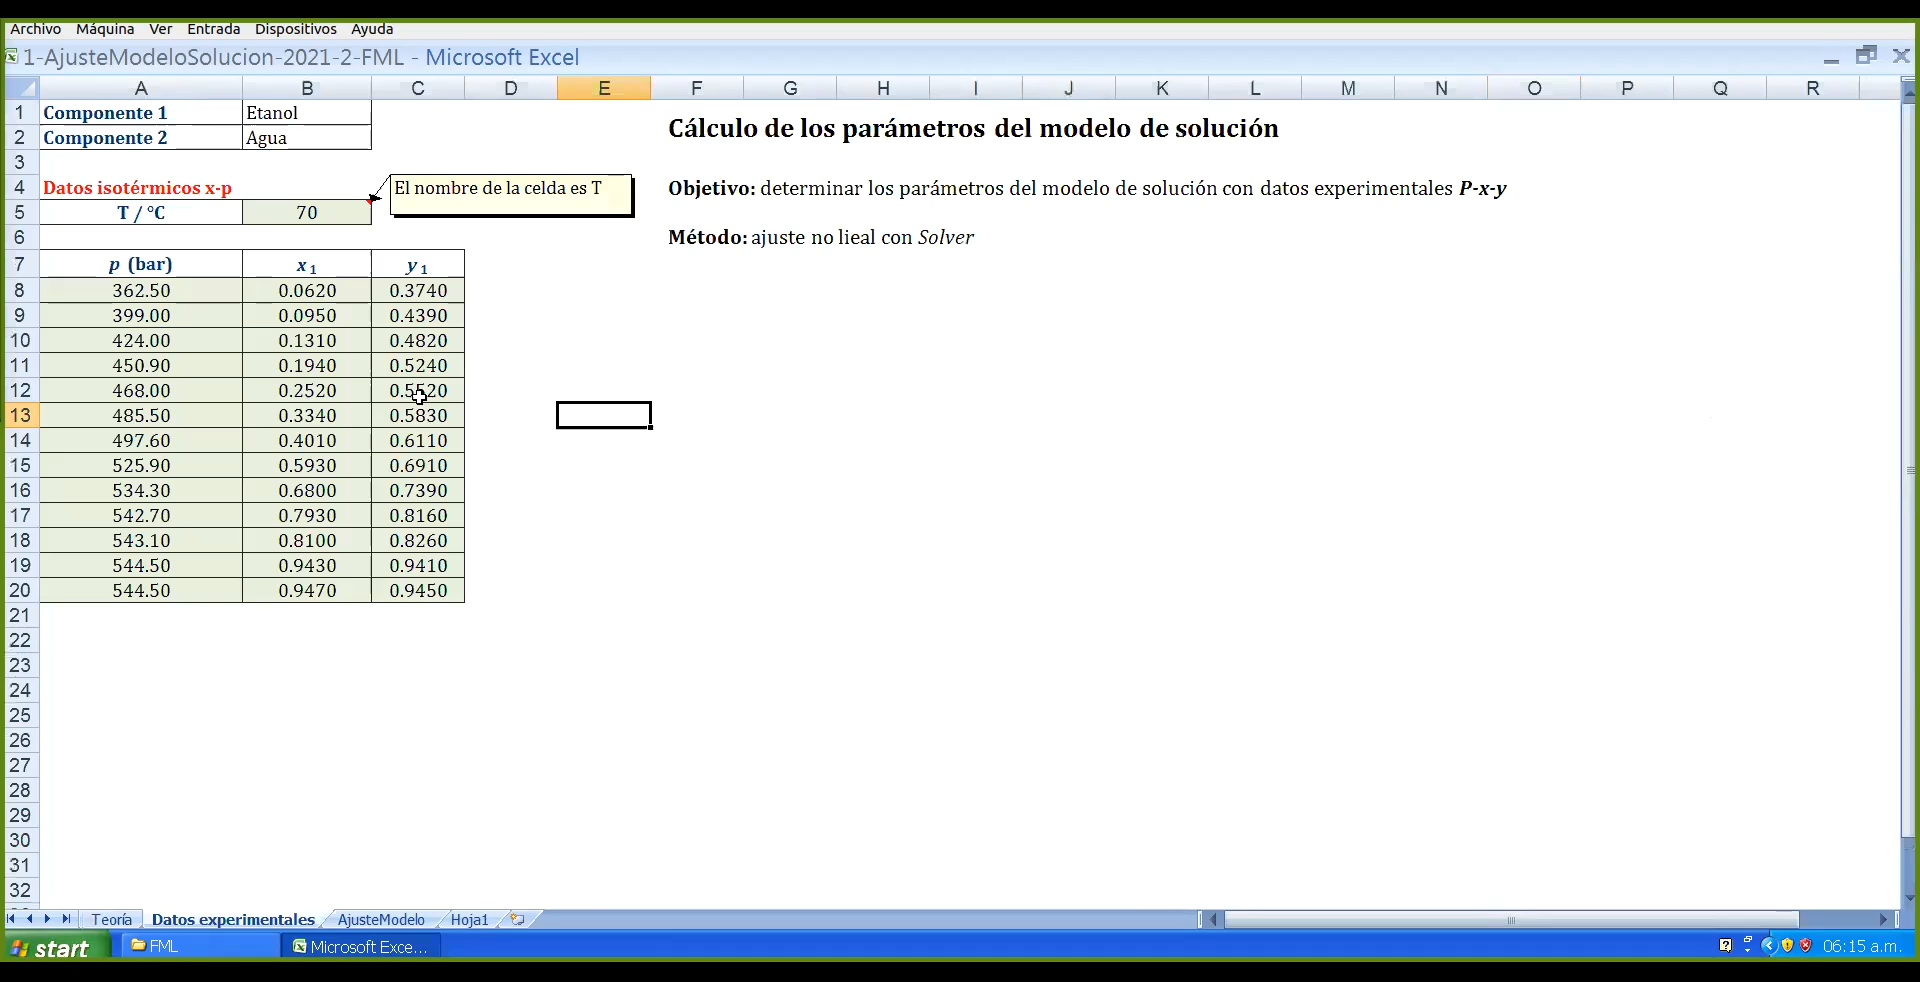 Archivo Máquina Ver Entrada Dispositivos Ayuda
1-AjusteModeloSolucion-2021-2-FML - Microsoft Excel
A B C D E F G H I J K L M N O P Q R
1 Componente 1 Etanol
Cálculo de los parámetros del modelo de solución
2 Componente 2 Agua
3
4 Datos isotérmicos x-p
El nombre de la celda es T
Objetivo: determinar los parámetros del modelo de solución con datos experimentales P-x-y
5 T / °C 70
6 Método: ajuste no lieal con Solver
7 p (bar) x1 y1
8 362.50 0.0620 0.3740
9 399.00 0.0950 0.4390
10 424.00 0.1310 0.4820
11 450.90 0.1940 0.5240
12 468.00 0.2520 0.5520
13 485.50 0.3340 0.5830
14 497.60 0.4010 0.6110
15 525.90 0.5930 0.6910
16 534.30 0.6800 0.7390
17 542.70 0.7930 0.8160
18 543.10 0.8100 0.8260
19 544.50 0.9430 0.9410
20 544.50 0.9470 0.9450
21
22
23
24
25
26
27
28
29
30
31
32
Teoría Datos experimentales AjusteModelo Hoja1
start FML Microsoft Exce... 06:15 a.m.